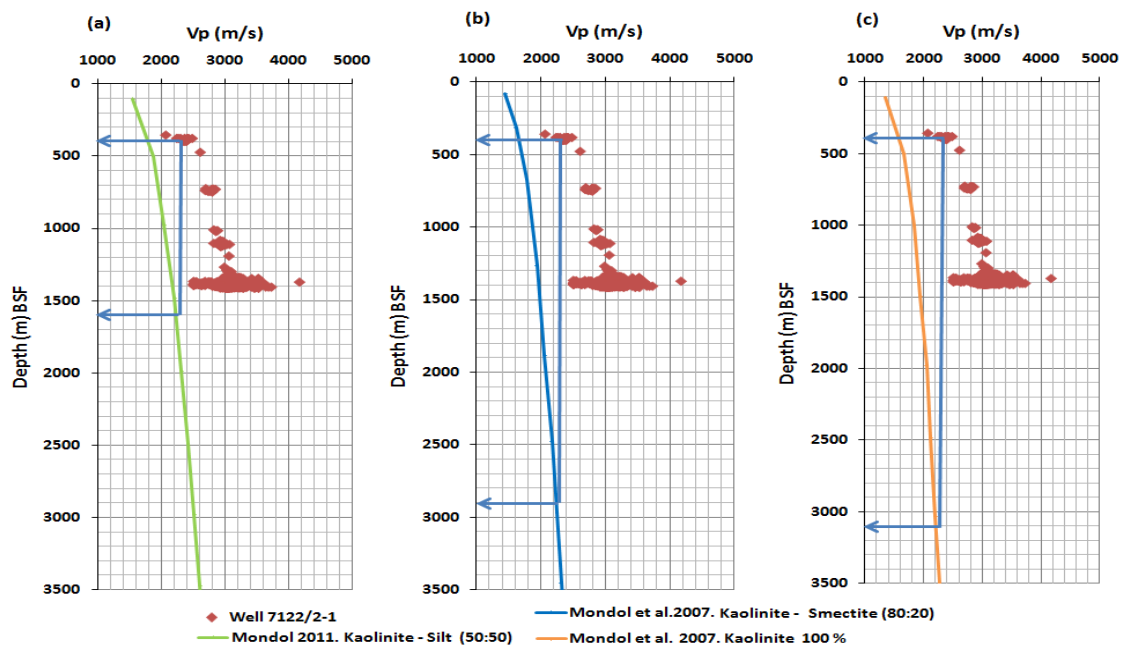 (a)
Vp (m/s)
1000 2000 3000 4000 5000
0
500
1000
1500
2000
2500
3000
3500
Depth (m) BSF
(b)
Vp (m/s)
1000 2000 3000 4000 5000
0
500
1000
1500
2000
2500
3000
3500
Depth (m) BSF
(c)
Vp (m/s)
1000 2000 3000 4000 5000
0
500
1000
1500
2000
2500
3000
3500
Depth (m) BSF
Well 7122/2-1
Mondol et al.2007. Kaolinite - Smectite (80:20)
Mondol 2011. Kaolinite - Silt (50:50)
Mondol et al. 2007. Kaolinite 100 %